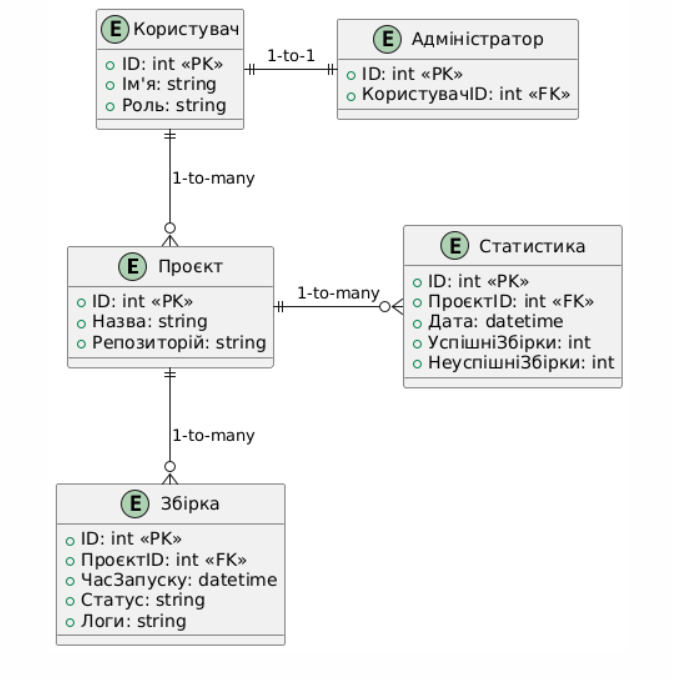 E Користувач
ID: int «PK»
Ім'я: string
Роль: string
1-to-1
E Адміністратор
ID: int «PK»
КористувачID: int «FK»
1-to-many
E Проєкт
ID: int «PK»
Назва: string
Репозиторій: string
1-to-many
E Статистика
ID: int «PK»
ПроєктID: int «FK»
Дата: datetime
УспішніЗбірки: int
НеуспішніЗбірки: int
1-to-many
E Збірка
ID: int «PK»
ПроєктID: int «FK»
ЧасЗапуску: datetime
Статус: string
Логи: string